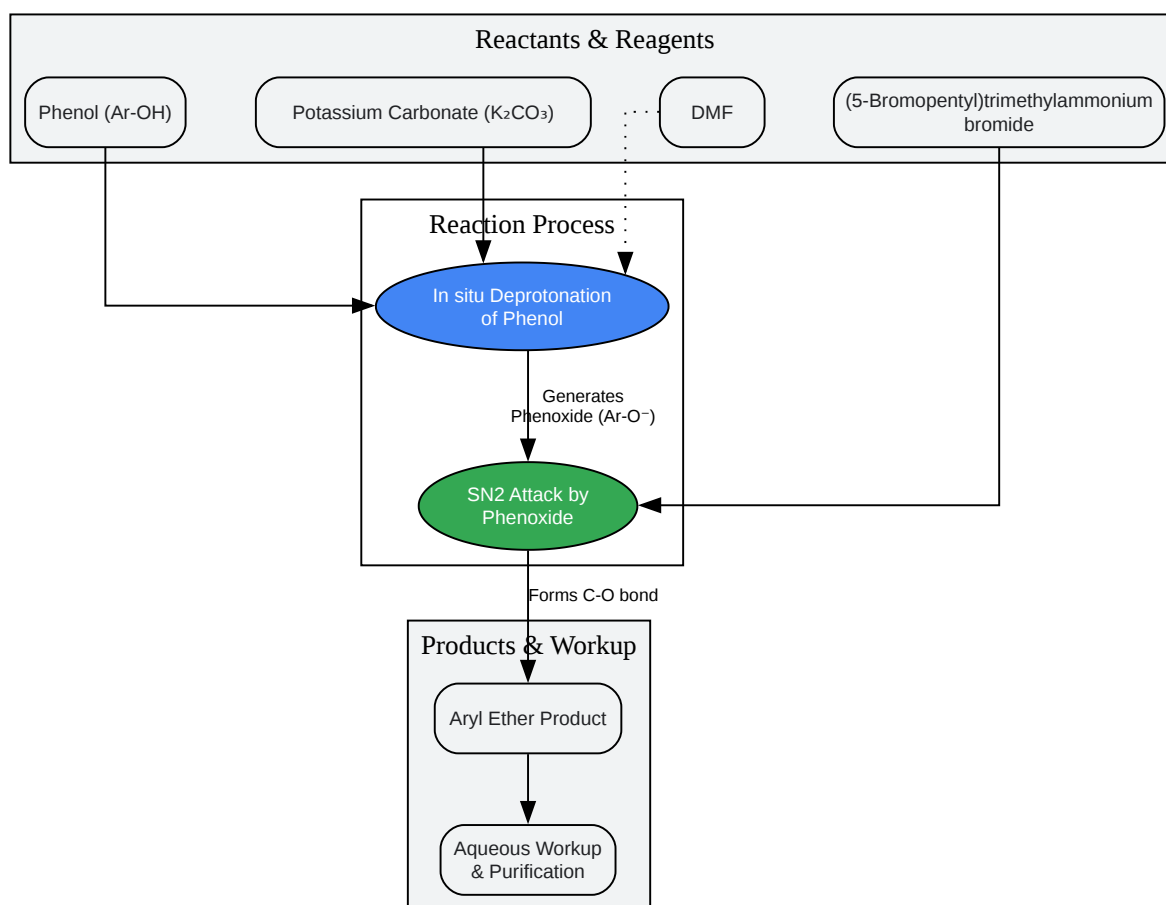 Reactants & Reagents
Phenol (Ar-OH)
Potassium Carbonate (K₂CO₃)
DMF
(5-Bromopentyl)trimethylammonium
bromide
Reaction Process
In situ Deprotonation
of Phenol
Generates
Phenoxide (Ar-O⁻)
SN2 Attack by
Phenoxide
Forms C-O bond
Products & Workup
Aryl Ether Product
Aqueous Workup
& Purification